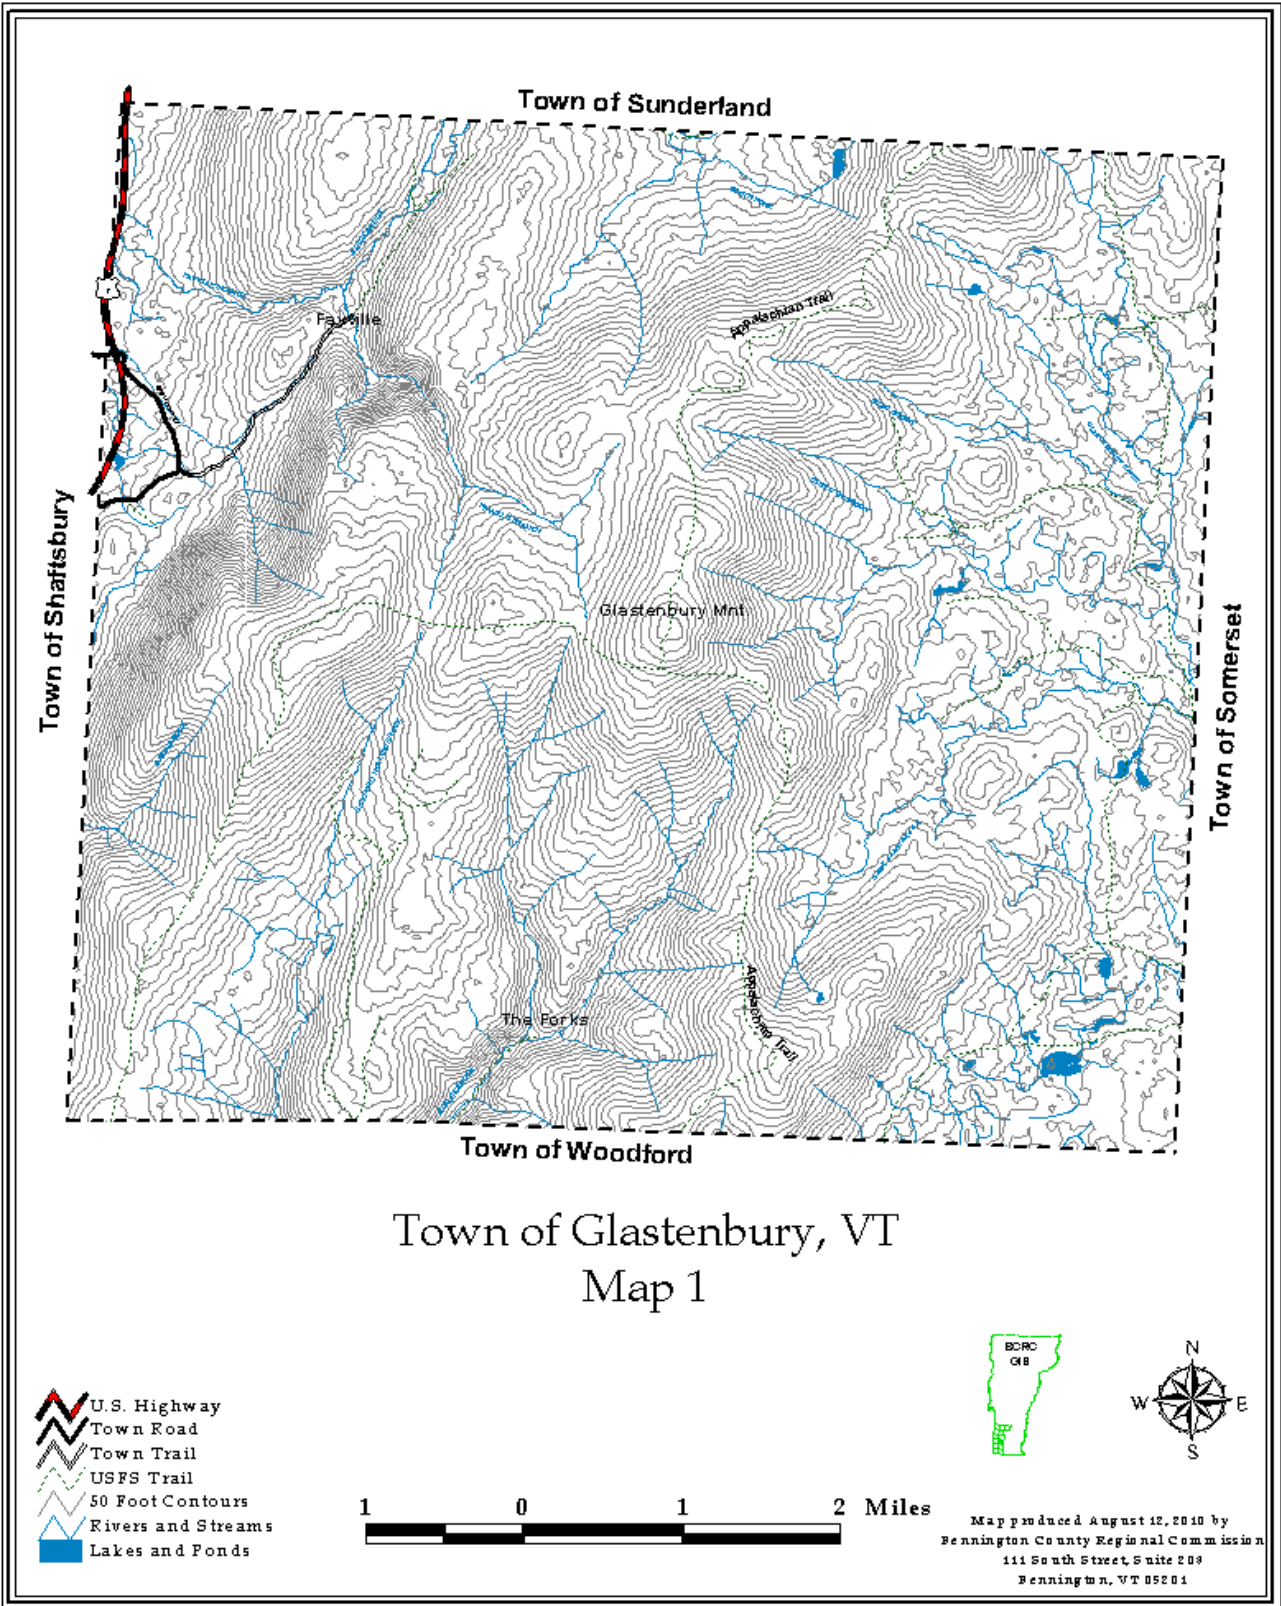 Town of Sunderland
Fayville
Appalachian Trail
Town of Shaftsbury
Glastenbury Mnt
Town of Somerset
Appalachina Trail
The Forks
Town of Woodford
Town of Glastenbury, VT
Map 1
BCRC
GIS
N
W
E
S
U.S. Highway
Town Road
Town Trail
USFS Trail
50 Foot Contours
Rivers and Streams
Lakes and Ponds
1 0 1 2 Miles
Map produced August 12, 2010 by
Bennington County Regional Commission
111 South Street, Suite 203
Bennington, VT 05201